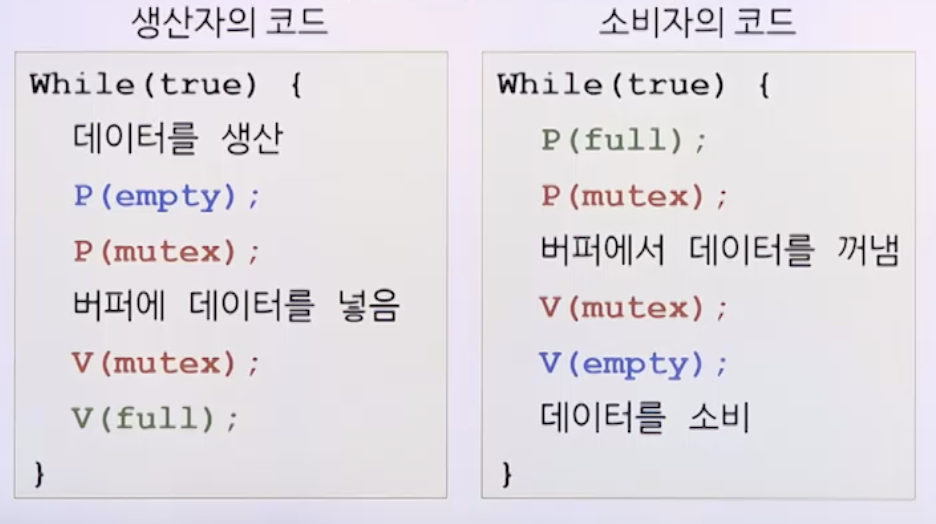 생산자의 코드
While(true) {
데이터를 생산
P(empty);
P(mutex);
버퍼에 데이터를 넣음
V(mutex);
V(full);
}
소비자의 코드
While(true) {
P(full);
P(mutex);
버퍼에서 데이터를 꺼냄
V(mutex);
V(empty);
데이터를 소비
}